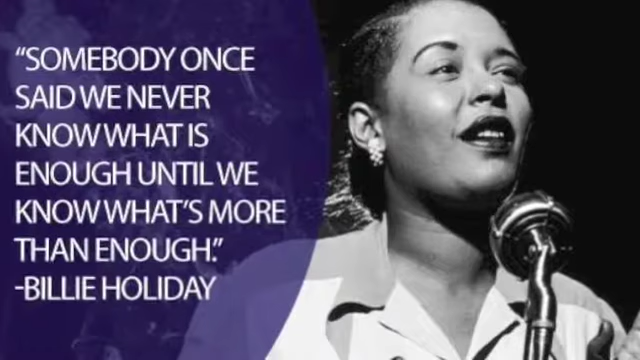 “SOMEBODY ONCE
SAID WE NEVER
KNOW WHAT IS
ENOUGH UNTIL WE
KNOW WHAT’S MORE
THAN ENOUGH.”
-BILLIE HOLIDAY